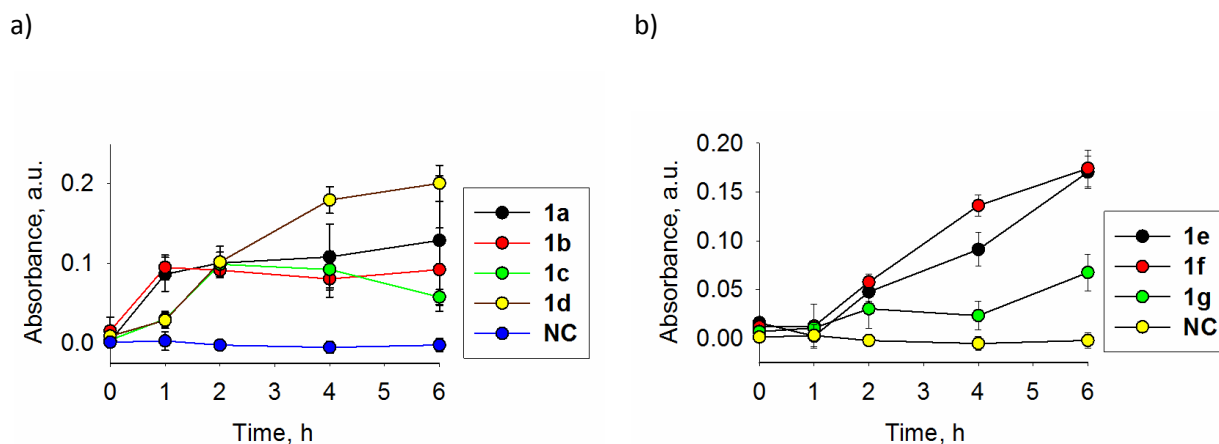 a)
b)
Absorbance, a.u.
0.2
0.1
0.0
0 1 2 3 4 5 6
Time, h
1a
1b
1c
1d
NC
Absorbance, a.u.
0.20
0.15
0.10
0.05
0.00
0 1 2 3 4 5 6
Time, h
1e
1f
1g
NC